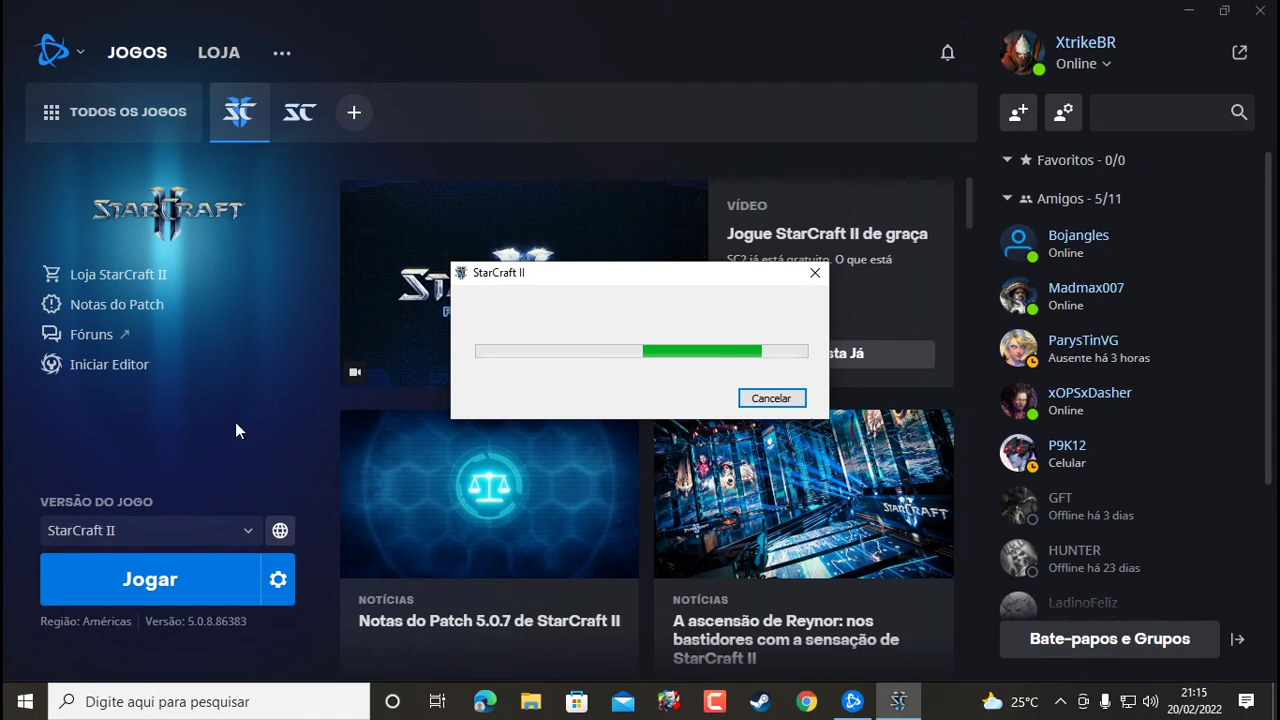 JOGOS
LOJA
XtrikeBR
Online
TODOS OS JOGOS
Favoritos - 0/0
Amigos - 5/11
STARCRAFT II
Loja StarCraft II
Notas do Patch
Fóruns
Iniciar Editor
VÍDEO
Jogue StarCraft II de graça
SC2 já está gratuito. O que está
StarCraft II
sta Já
Cancelar
Bojangles
Online
Madmax007
Online
ParysTinVG
Ausente há 3 horas
xOPSxDasher
Online
P9K12
Celular
GFT
Offline há 3 dias
HUNTER
Offline há 23 dias
LadinoFeliz
VERSÃO DO JOGO
StarCraft II
Jogar
Região: Américas
Versão: 5.0.8.86383
NOTÍCIAS
Notas do Patch 5.0.7 de StarCraft II
STARCRAFT
NOTÍCIAS
A ascensão de Reynor: nos
bastidores com a sensação de
StarCraft II
Bate-papos e Grupos
Digite aqui para pesquisar
25°C
21:15
20/02/2022